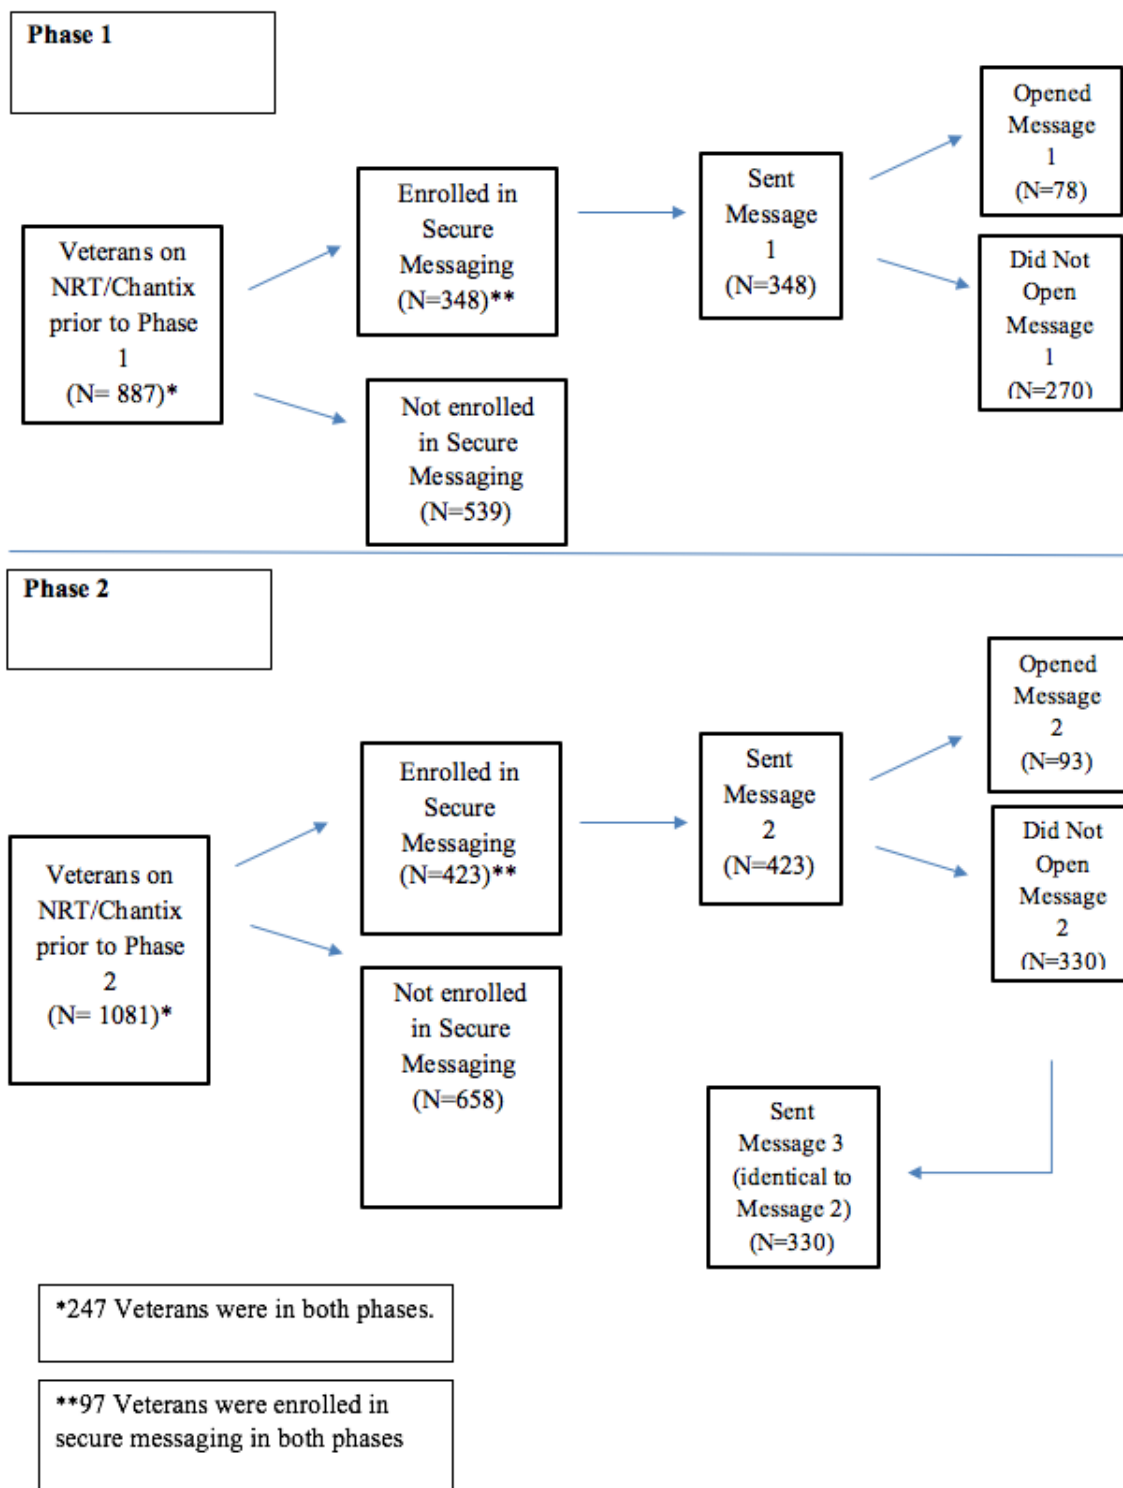 Phase 1
Opened
Message
1
(N=78)
Enrolled in
Secure
Messaging
(N=348)**
Sent
Message
1
(N=348)
Veterans on
NRT/Chantix
prior to Phase
1
(N= 887)*
Did Not
Open
Message
1
(N=270)
Not enrolled
in Secure
Messaging
(N=539)
Phase 2
Opened
Message
2
(N=93)
Enrolled in
Secure
Messaging
(N=423)**
Sent
Message
2
(N=423)
Did Not
Open
Message
2
(N=330)
Veterans on
NRT/Chantix
prior to Phase
2
(N= 1081)*
Not enrolled
in Secure
Messaging
(N=658)
Sent
Message 3
(identical to
Message 2)
(N=330)
*247 Veterans were in both phases.
**97 Veterans were enrolled in
secure messaging in both phases